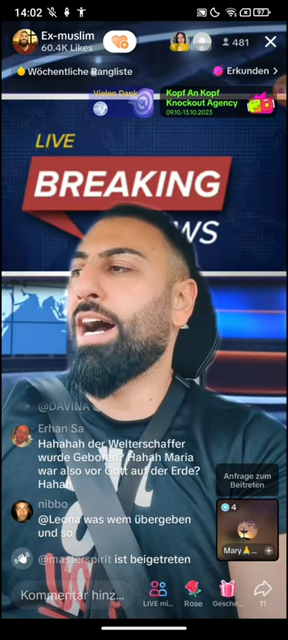 14:02
97
Ex-muslim
60.4K Likes
481
Wöchentliche Rangliste
Erkunden >
Vielen Dank
Kopf An Kopf
Knockout Agency
09.10.-13.10.2023
LIVE
BREAKING
WS
@DAVINA
Erhan Sa
Hahahah der Welterschaffer
wurde Geboren? Hahah Maria
war also vor Gott auf der Erde?
Hahah
nibbo
@Leona was wem übergeben
und so
@masterspirit ist beigetreten
Anfrage zum
Beitreten
4
Mary
Kommentar hinz...
LIVE mi...
Rose
Gesche...
11